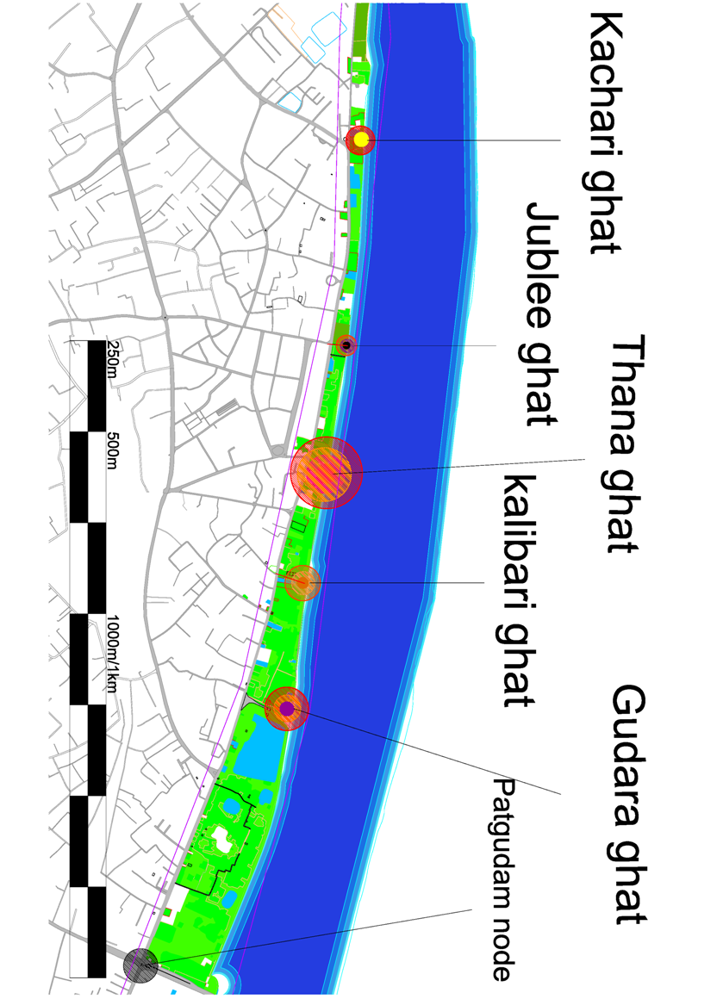 Kachari ghat
Jublee ghat
Thana ghat
kalibari ghat
Gudara ghat
Patgudam node
250m
500m
1000m/1km